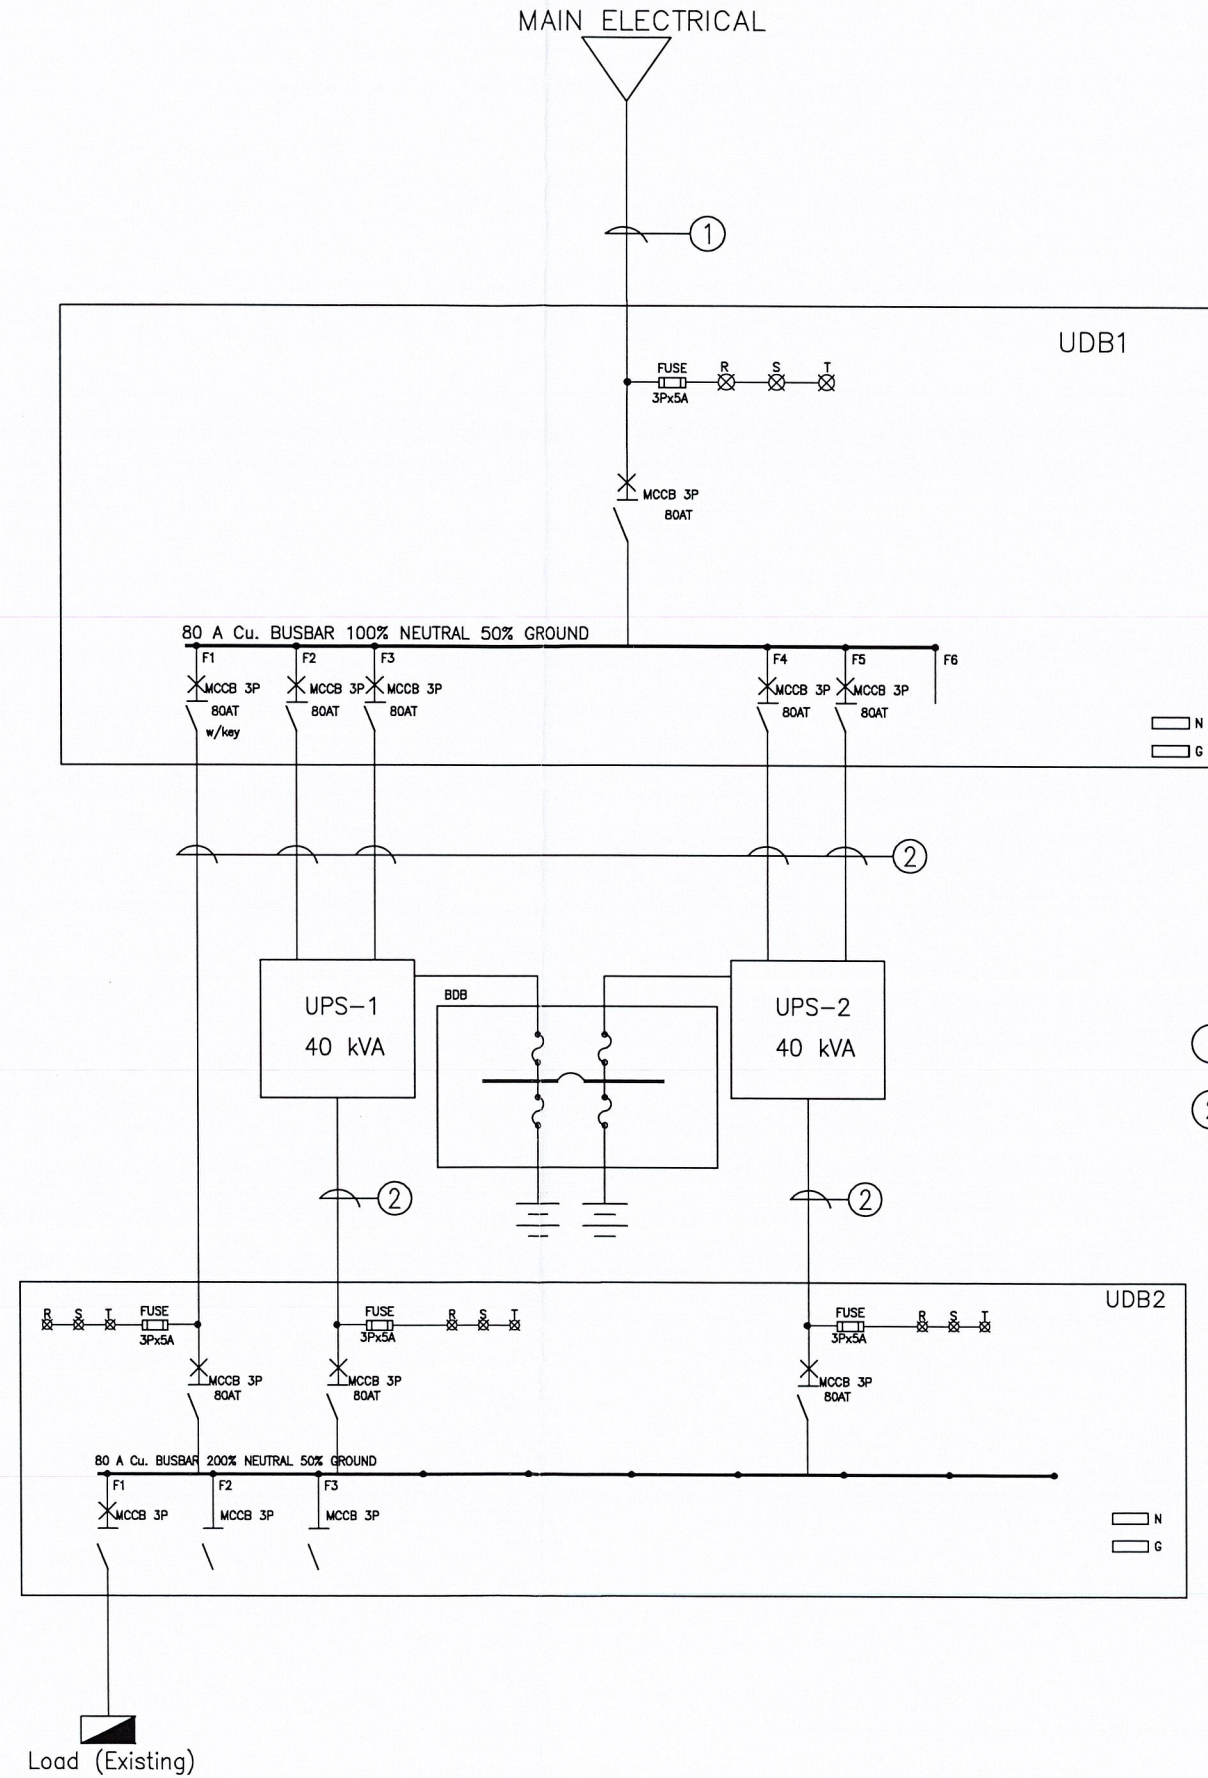 MAIN ELECTRICAL
1
UDB1
FUSE R S T
3Px5A
MCCB 3P
80AT
80 A Cu. BUSBAR 100% NEUTRAL 50% GROUND
F1 F2 F3 F4 F5 F6
MCCB 3P MCCB 3P MCCB 3P MCCB 3P MCCB 3P
80AT 80AT 80AT 80AT 80AT
w/key
N
G
2
UPS-1
40 kVA
BDB
UPS-2
40 kVA
2 2
UDB2
R S T FUSE FUSE R S T FUSE R S T
3Px5A 3Px5A 3Px5A
MCCB 3P MCCB 3P MCCB 3P
80AT 80AT 80AT
80 A Cu. BUSBAR 200% NEUTRAL 50% GROUND
F1 F2 F3
MCCB 3P MCCB 3P MCCB 3P
N
G
Load (Existing)